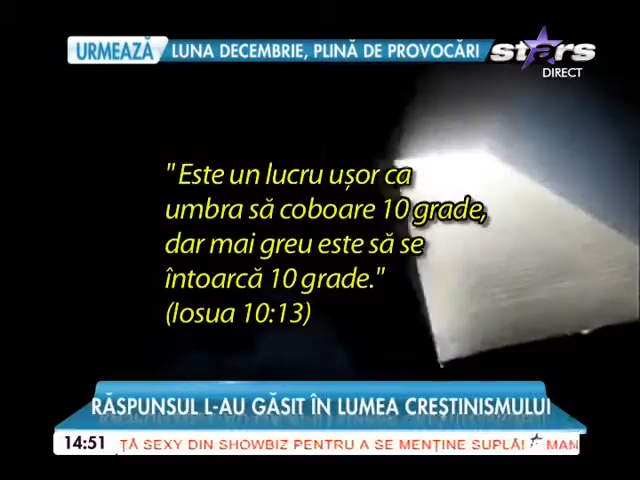 URMEAZĂ LUNA DECEMBRIE, PLINĂ DE PROVOCĂRI
stars
DIRECT
" Este un lucru ușor ca
umbra să coboare 10 grade,
dar mai greu este să se
întoarcă 10 grade."
(Iosua 10:13)
RĂSPUNSUL L-AU GĂSIT ÎN LUMEA CREȘTINISMULUI
14:51 ȚĂ SEXY DIN SHOWBIZ PENTRU A SE MENȚINE SUPLĂ! MAN